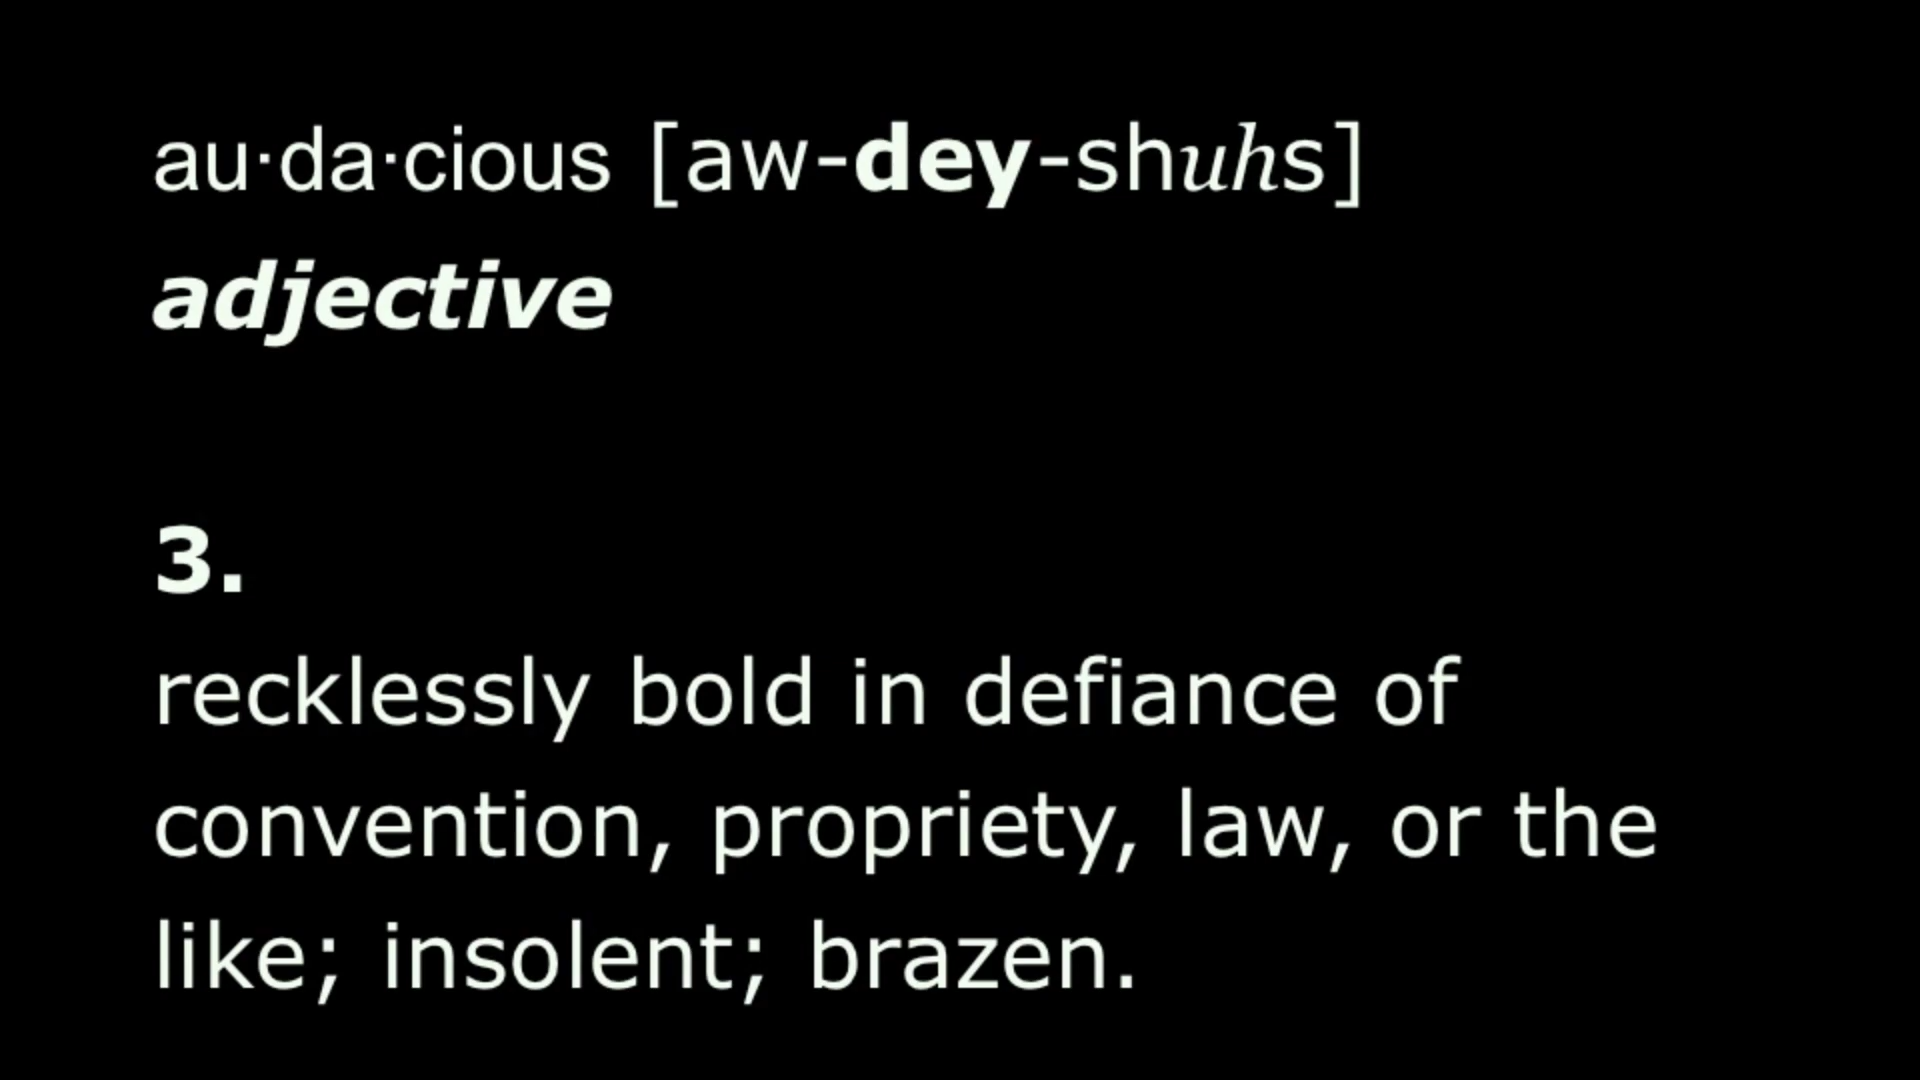 au·da·cious [aw-dey-shuhs]
adjective
3.
recklessly bold in defiance of
convention, propriety, law, or the
like; insolent; brazen.